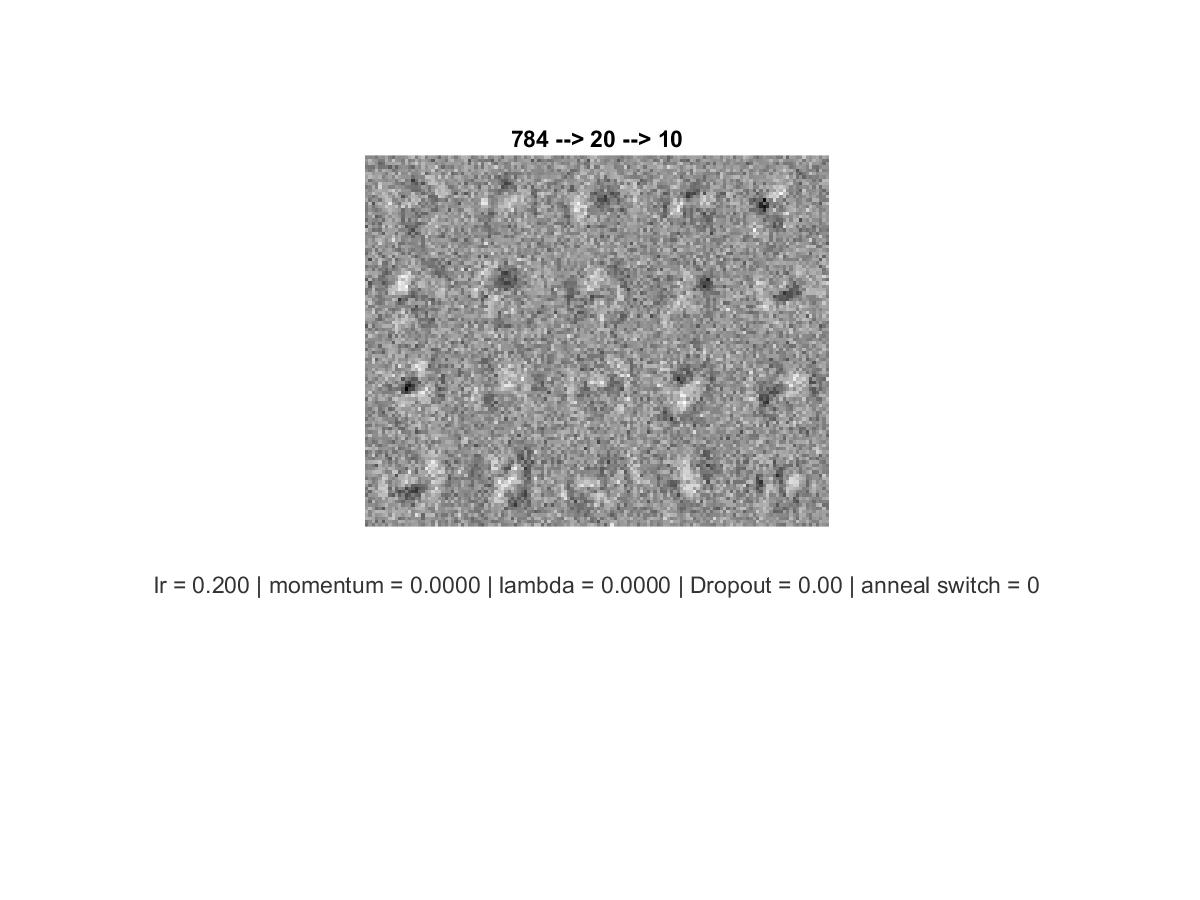 784 --> 20 --> 10
lr = 0.200 | momentum = 0.0000 | lambda = 0.0000 | Dropout = 0.00 | anneal switch = 0